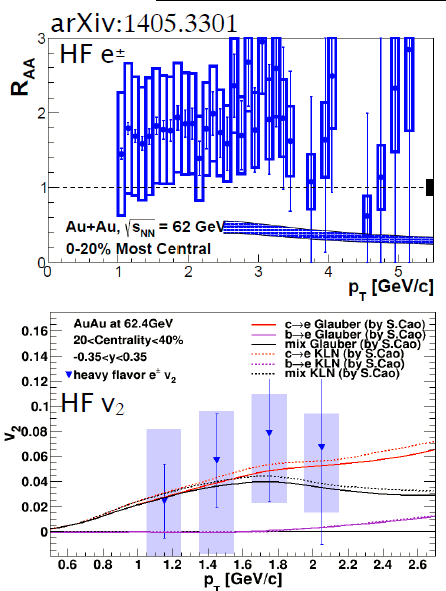 arXiv:1405.3301
HF e±
R_AA
3
2
1
0
Au+Au, √s_NN = 62 GeV
0-20% Most Central
0 1 2 3 4 5
p_T [GeV/c]
AuAu at 62.4GeV
20<Centrality<40%
-0.35<y<0.35
heavy flavor e± v₂
HF v₂
c→e Glauber (by S.Cao)
b→e Glauber (by S.Cao)
mix Glauber (by S.Cao)
c→e KLN (by S.Cao)
b→e KLN (by S.Cao)
mix KLN (by S.Cao)
v₂
0.16
0.12
0.1
0.08
0.06
0.04
0.02
0
0.6 0.8 1 1.2 1.4 1.6 1.8 2 2.2 2.4 2.6
p_T [GeV/c]